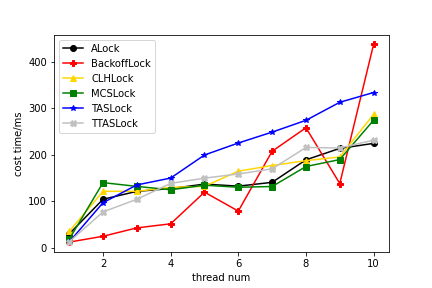 ALock
BackoffLock
CLHLock
MCSLock
TASLock
TTASLock
400
300
200
100
0
cost time/ms
2
4
6
8
10
thread num